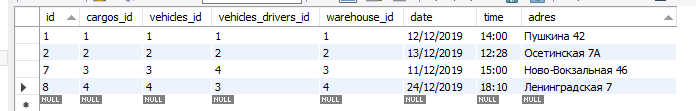 id cargos_id vehicles_id vehicles_drivers_id warehouse_id date time adres
1 1 1 1 1 12/12/2019 14:00 Пушкина 42
2 2 2 2 2 13/12/2019 12:28 Осетинская 7А
7 3 3 4 3 11/12/2019 15:00 Ново-Вокзальная 46
8 4 4 3 4 24/12/2019 18:10 Ленинградская 7
NULL NULL NULL NULL NULL NULL NULL NULL